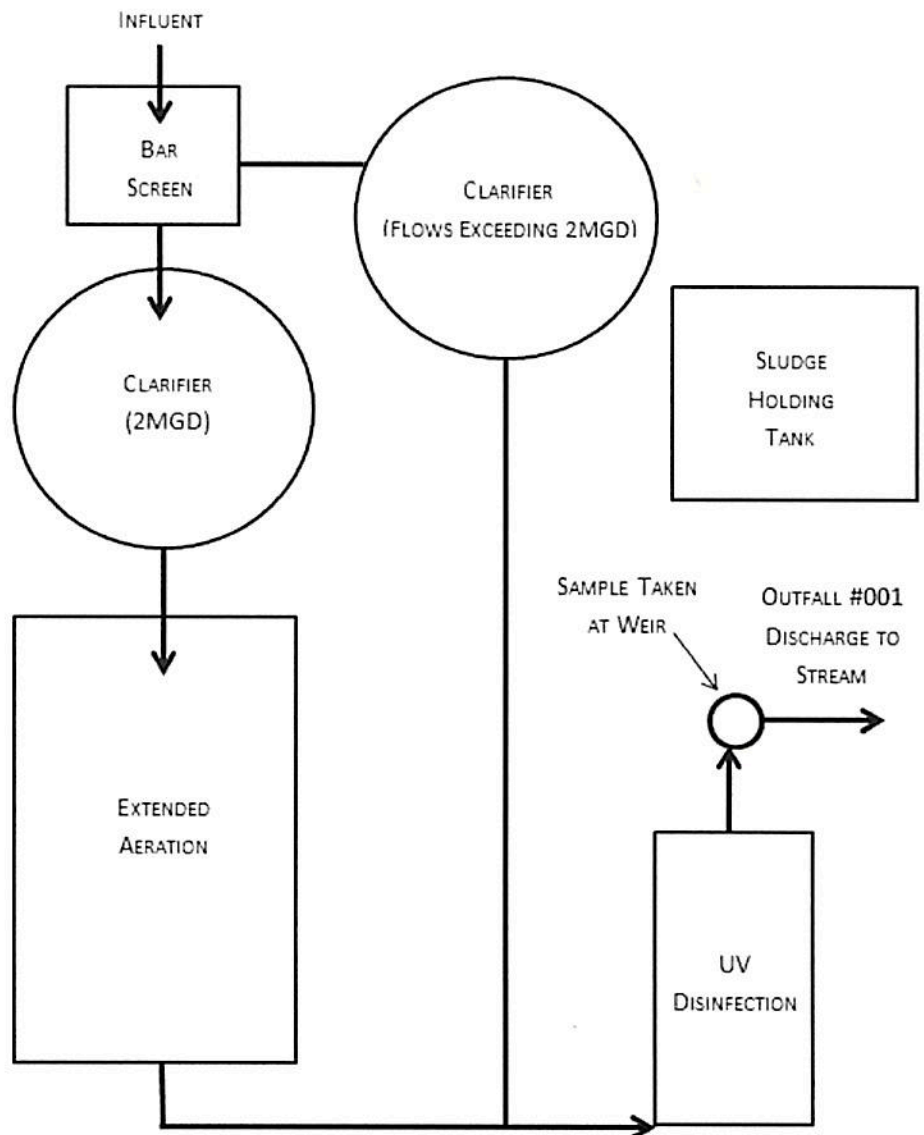 INFLUENT
BAR
SCREEN
CLARIFIER
(FLOWS EXCEEDING 2MGD)
CLARIFIER
(2MGD)
SLUDGE
HOLDING
TANK
SAMPLE TAKEN
AT WEIR
OUTFALL #001
DISCHARGE TO
STREAM
EXTENDED
AERATION
UV
DISINFECTION